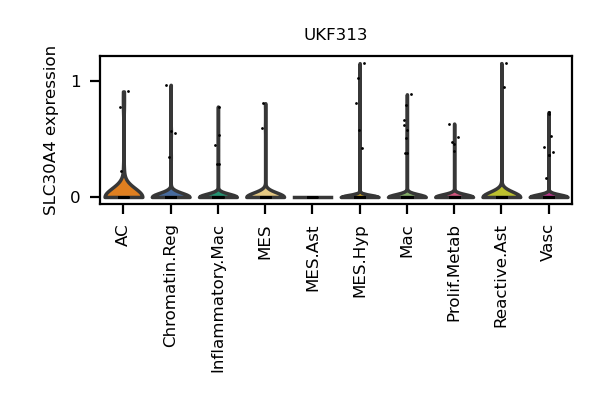 UKF313
SLC30A4 expression
1
0
AC
Chromatin.Reg
Inflammatory.Mac
MES
MES.Ast
MES.Hyp
Mac
Prolif.Metab
Reactive.Ast
Vasc